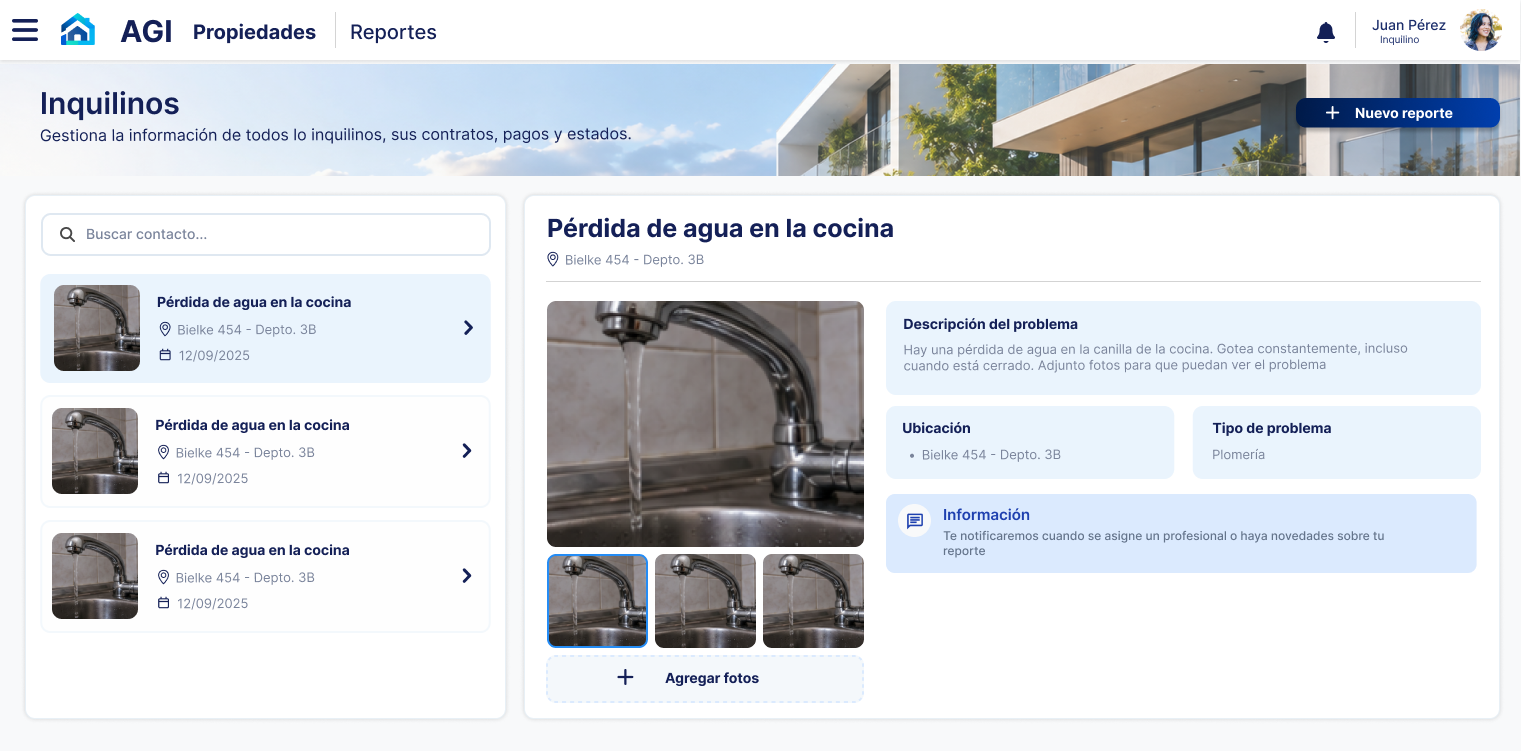 AGI Propiedades
Reportes
Juan Pérez
Inquilino
Inquilinos
Gestiona la información de todos lo inquilinos, sus contratos, pagos y estados.
Nuevo reporte
Buscar contacto...
Pérdida de agua en la cocina
Bielke 454 - Depto. 3B
12/09/2025
Pérdida de agua en la cocina
Bielke 454 - Depto. 3B
12/09/2025
Pérdida de agua en la cocina
Bielke 454 - Depto. 3B
12/09/2025
Pérdida de agua en la cocina
Bielke 454 - Depto. 3B
Agregar fotos
Descripción del problema
Hay una pérdida de agua en la canilla de la cocina. Gotea constantemente, incluso
cuando está cerrado. Adjunto fotos para que puedan ver el problema
Ubicación
• Bielke 454 - Depto. 3B
Tipo de problema
Plomería
Información
Te notificaremos cuando se asigne un profesional o haya novedades sobre tu
reporte